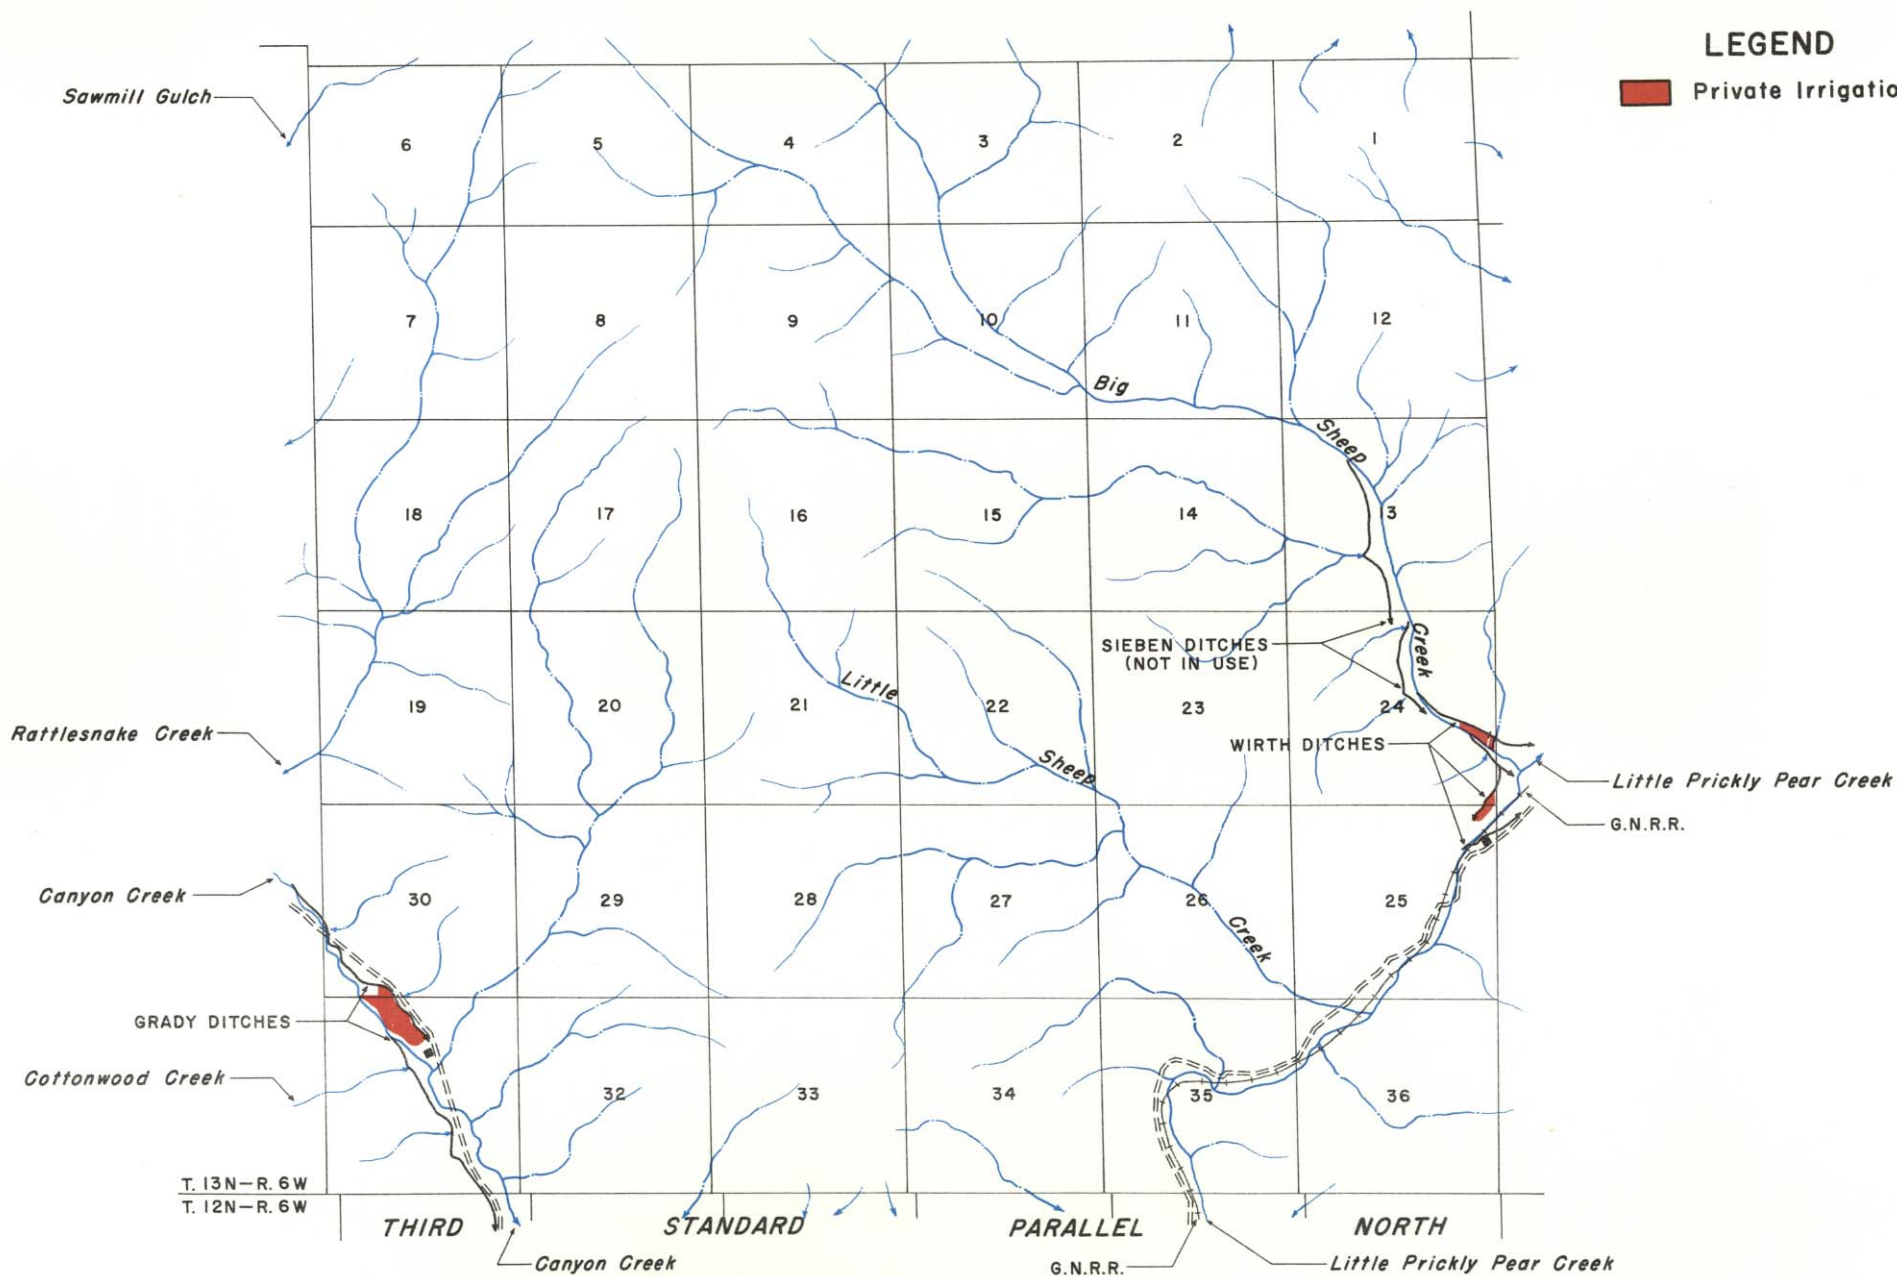 LEGEND
Private Irrigatio
Sawmill Gulch
6
5
4
3
2
1
7
8
9
10
11
12
Big
Sheep
Creek
18
17
16
15
14
13
SIEBEN DITCHES
(NOT IN USE)
19
20
21
22
23
24
Little
Sheep
Creek
Rattlesnake Creek
WIRTH DITCHES
Little Prickly Pear Creek
G.N.R.R.
Canyon Creek
30
29
28
27
26
25
GRADY DITCHES
Cottonwood Creek
32
33
34
35
36
T. 13N-R. 6W
T. 12N-R. 6W
THIRD STANDARD PARALLEL NORTH
Canyon Creek
G.N.R.R.
Little Prickly Pear Creek